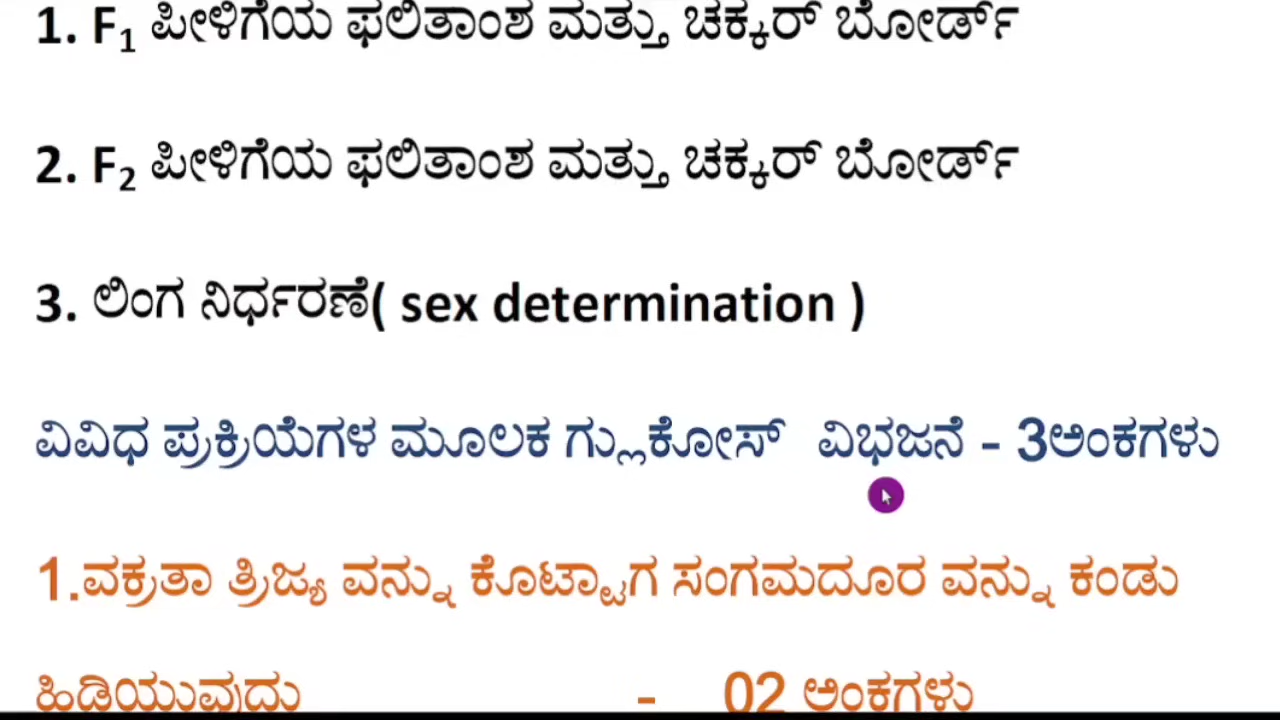 1. F₁ ಪೀಳಿಗೆಯ ಫಲಿತಾಂಶ ಮತ್ತು ಚಕ್ಕರ್ ಬೋರ್ಡ್
2. F₂ ಪೀಳಿಗೆಯ ಫಲಿತಾಂಶ ಮತ್ತು ಚಕ್ಕರ್ ಬೋರ್ಡ್
3. ಲಿಂಗ ನಿರ್ಧರಣೆ( sex determination )
ವಿವಿಧ ಪ್ರಕ್ರಿಯೆಗಳ ಮೂಲಕ ಗ್ಲುಕೋಸ್ ವಿಭಜನೆ - 3ಅಂಕಗಳು
1.ವಕ್ರತಾ ತ್ರಿಜ್ಯ ವನ್ನು ಕೊಟ್ಟಾಗ ಸಂಗಮದೂರ ವನ್ನು ಕಂಡು
ಹಿಡಿಯುವುದು - 02 ಅಂಕಗಳು